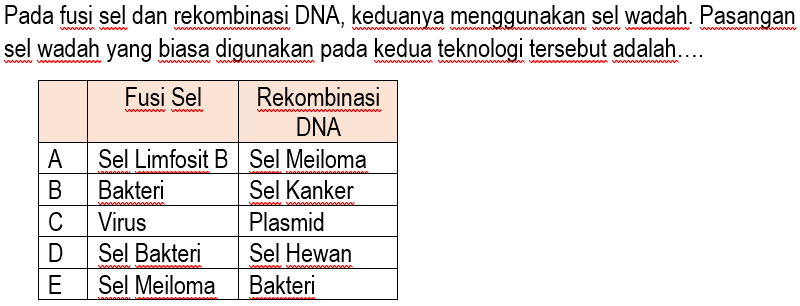 Pada fusi sel dan rekombinasi DNA, keduanya menggunakan sel wadah. Pasangan
sel wadah yang biasa digunakan pada kedua teknologi tersebut adalah….
Fusi Sel Rekombinasi
DNA
A Sel Limfosit B Sel Meiloma
B Bakteri Sel Kanker
C Virus Plasmid
D Sel Bakteri Sel Hewan
E Sel Meiloma Bakteri